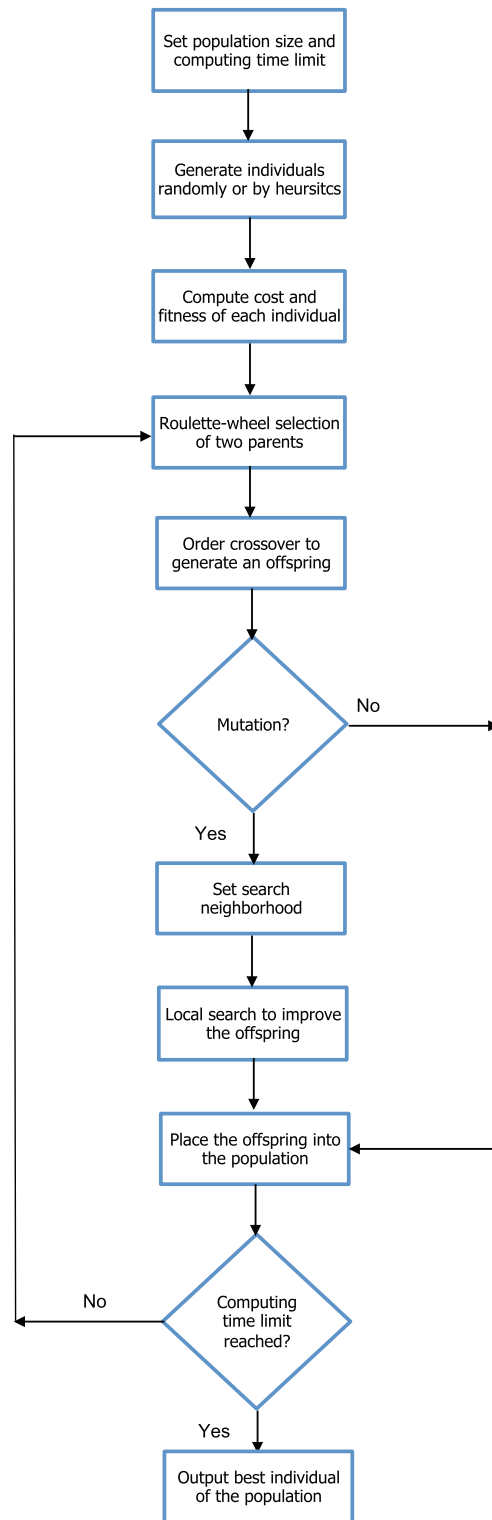 Set population size and
computing time limit
Generate individuals
randomly or by heursitcs
Compute cost and
fitness of each individual
Roulette-wheel selection
of two parents
Order crossover to
generate an offspring
Mutation?
No
Yes
Set search
neighborhood
Local search to improve
the offspring
Place the offspring into
the population
Computing
time limit
reached?
No
Yes
Output best individual
of the population